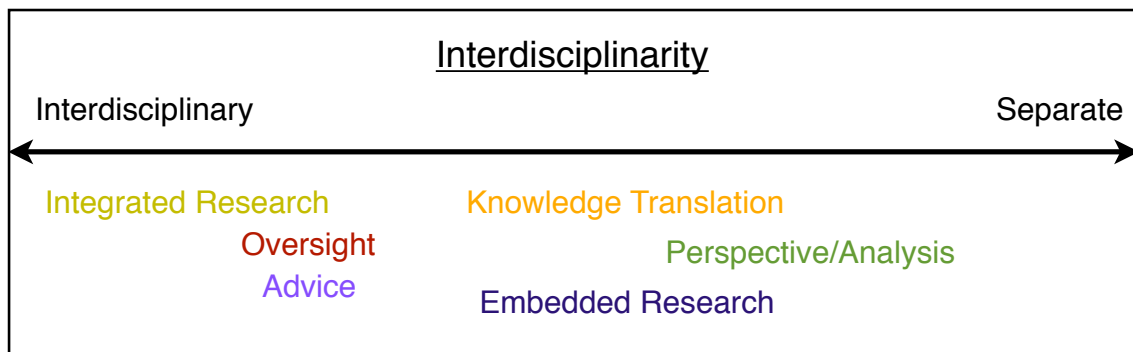 Interdisciplinarity
Interdisciplinary Separate
Integrated Research Knowledge Translation
Oversight Perspective/Analysis
Advice Embedded Research